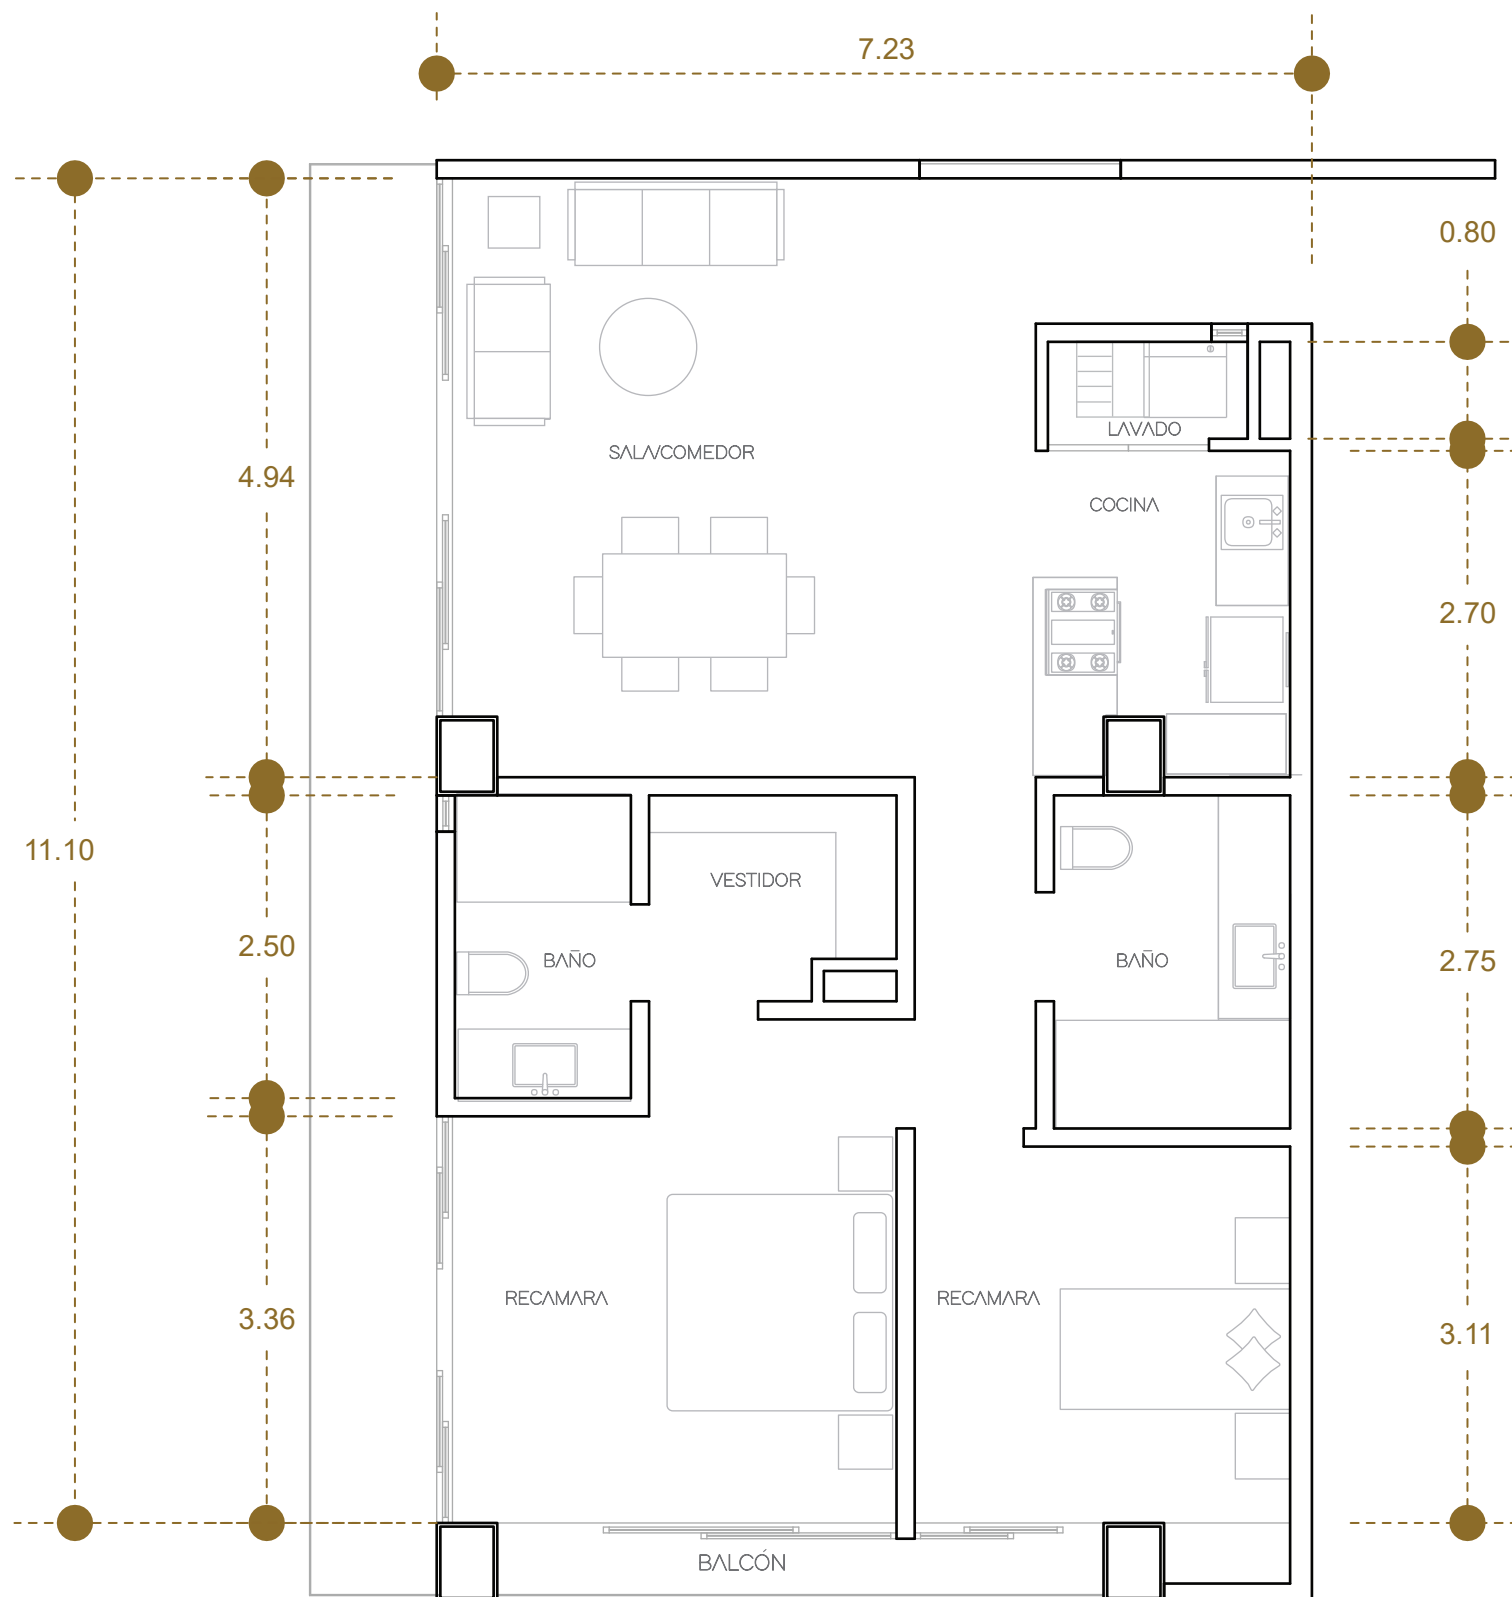 7.23
0.80
LAVADO
SALA/COMEDOR
4.94
COCINA
2.70
11.10
VESTIDOR
2.50
BAÑO
BAÑO
2.75
RECAMARA
RECAMARA
3.36
3.11
BALCÓN